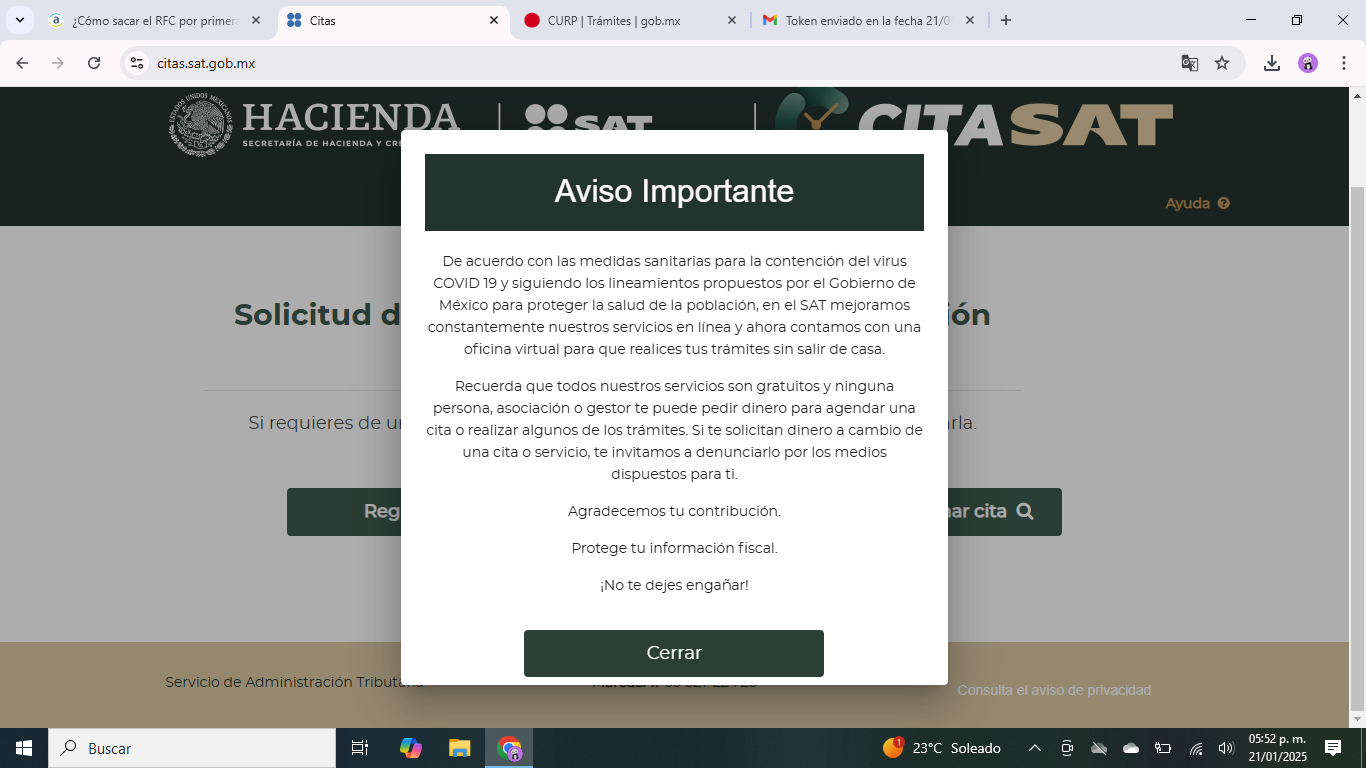 ¿Cómo sacar el RFC por primera
Citas
CURP | Trámites | gob.mx
Token enviado en la fecha 21/0
citas.sat.gob.mx
ESTADOS UNIDOS MEXICANOS
HACIENDA
SECRETARÍA DE HACIENDA Y CRÉ
SAT
CITASAT
Ayuda
Aviso Importante
De acuerdo con las medidas sanitarias para la contención del virus
COVID 19 y siguiendo los lineamientos propuestos por el Gobierno de
México para proteger la salud de la población, en el SAT mejoramos
constantemente nuestros servicios en línea y ahora contamos con una
oficina virtual para que realices tus trámites sin salir de casa.
Solicitud d
ión
Recuerda que todos nuestros servicios son gratuitos y ninguna
persona, asociación o gestor te puede pedir dinero para agendar una
cita o realizar algunos de los trámites. Si te solicitan dinero a cambio de
una cita o servicio, te invitamos a denunciarlo por los medios
dispuestos para ti.
Si requieres de u
rla.
Agradecemos tu contribución.
Reg
ar cita
Protege tu información fiscal.
¡No te dejes engañar!
Cerrar
Servicio de Administración Tributaria
Consulta el aviso de privacidad
Buscar
1
23°C Soleado
05:52 p. m.
21/01/2025